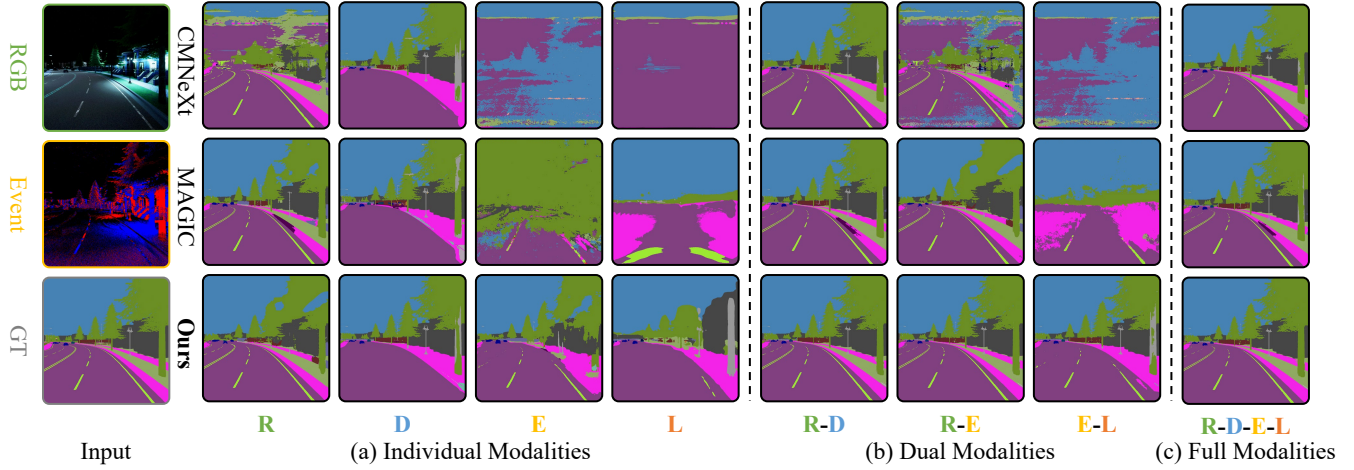 RGB
CMNeXt
Event
MAGIC
GT
Ours
R
D
E
L
R-D
R-E
E-L
R-D-E-L
Input
(a) Individual Modalities
(b) Dual Modalities
(c) Full Modalities